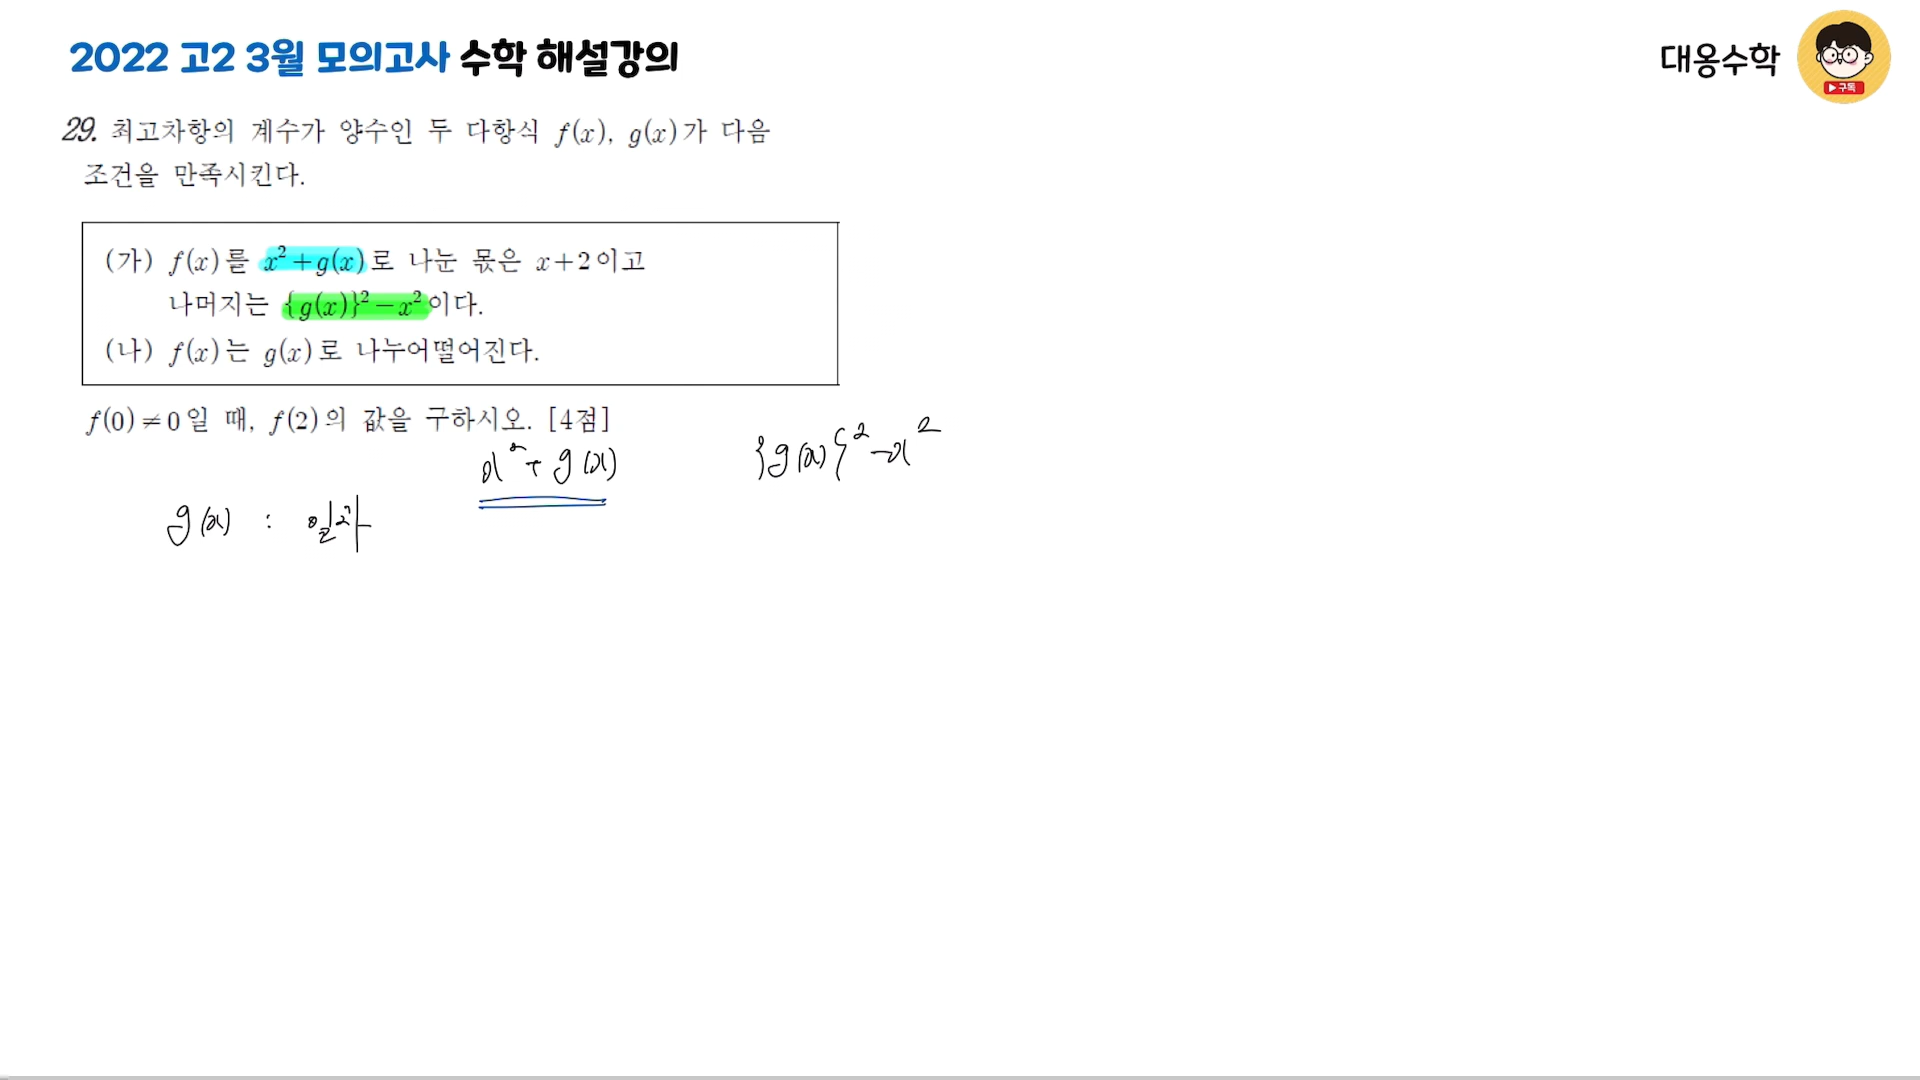 2022 고2 3월 모의고사 수학 해설강의
대웅수학
구독
29. 최고차항의 계수가 양수인 두 다항식 f(x), g(x)가 다음
조건을 만족시킨다.
(가) f(x)를 x²+g(x)로 나눈 몫은 x+2이고
나머지는 {g(x)}²-x²이다.
(나) f(x)는 g(x)로 나누어떨어진다.
f(0)≠0일 때, f(2)의 값을 구하시오. [4점]
x²+g(x)
{g(x)}²-x²
g(x) : 일차